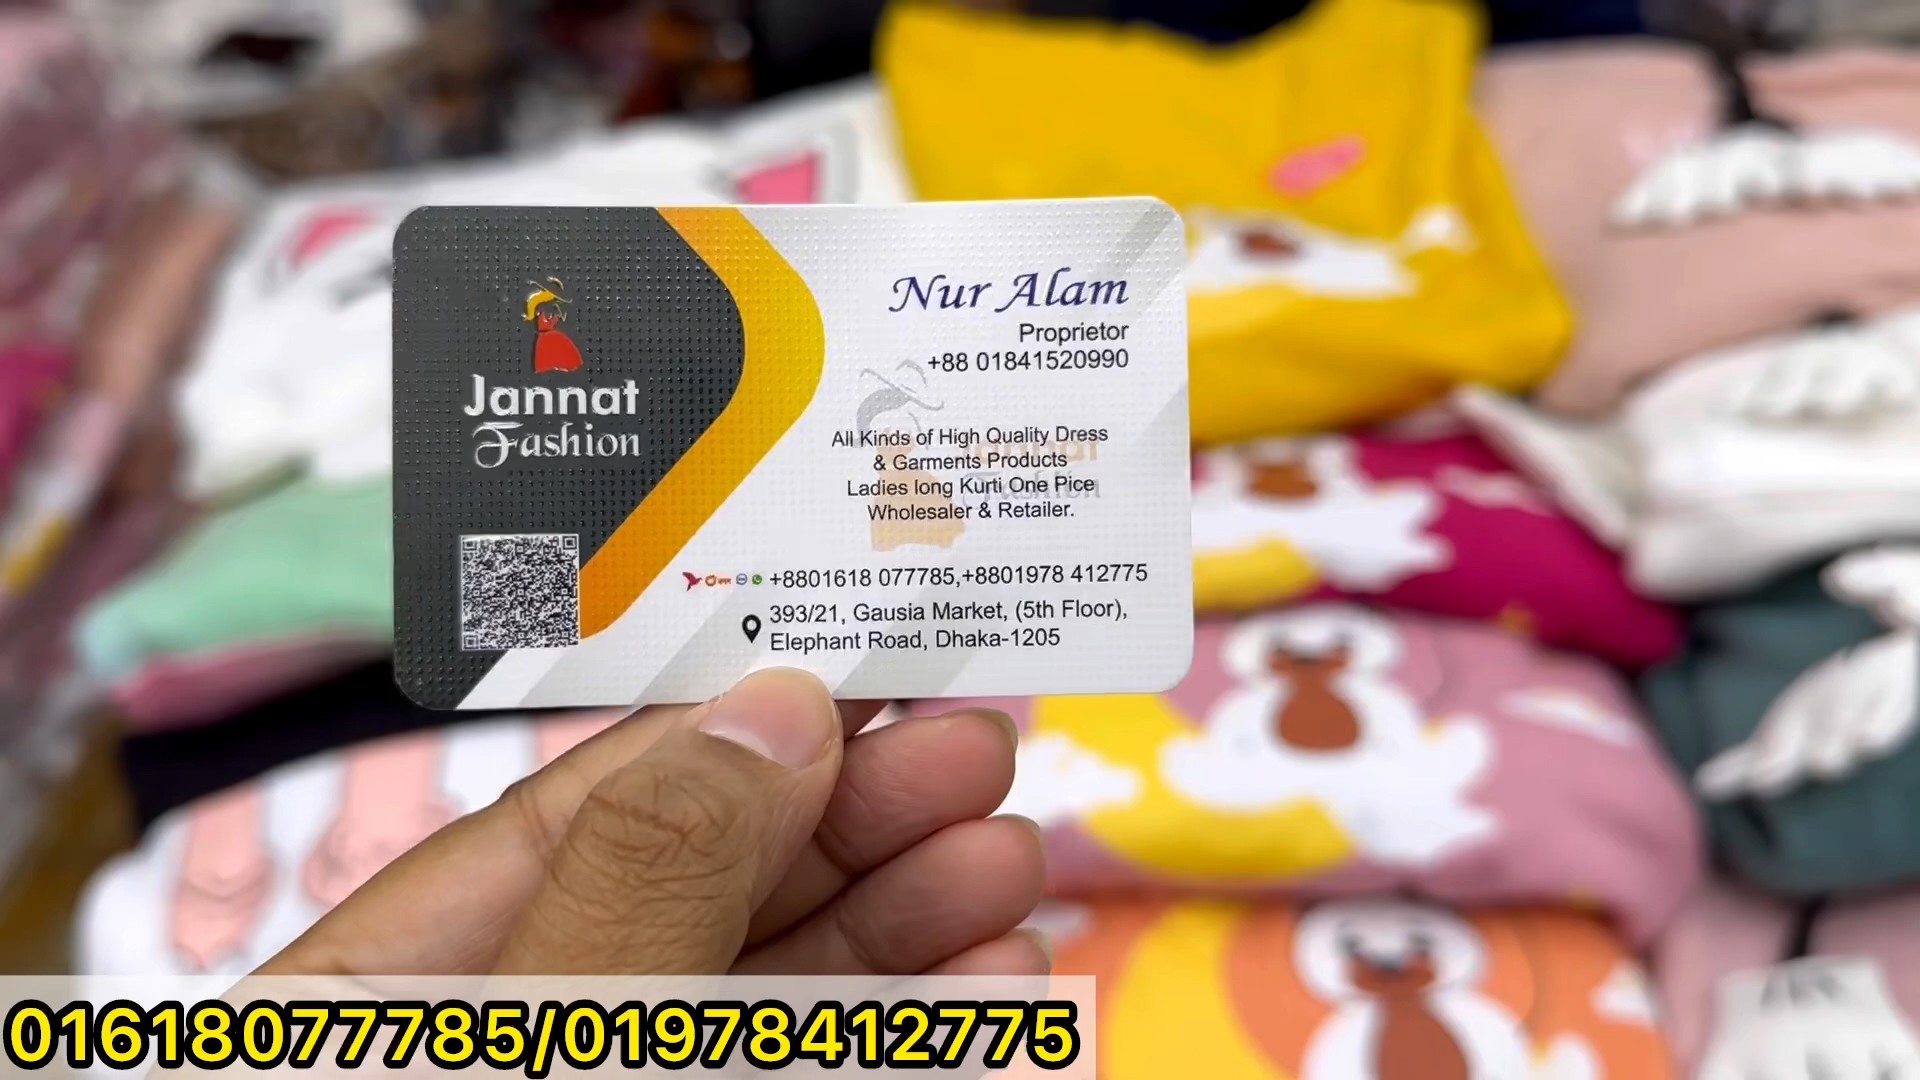 Jannat
Fashion
Nur Alam
Proprietor
+88 01841520990
All Kinds of High Quality Dress
& Garments Products
Ladies long Kurti One Pice
Wholesaler & Retailer.
Jannat
Fashion
+8801618 077785,+8801978 412775
393/21, Gausia Market, (5th Floor),
Elephant Road, Dhaka-1205
01618077785/01978412775